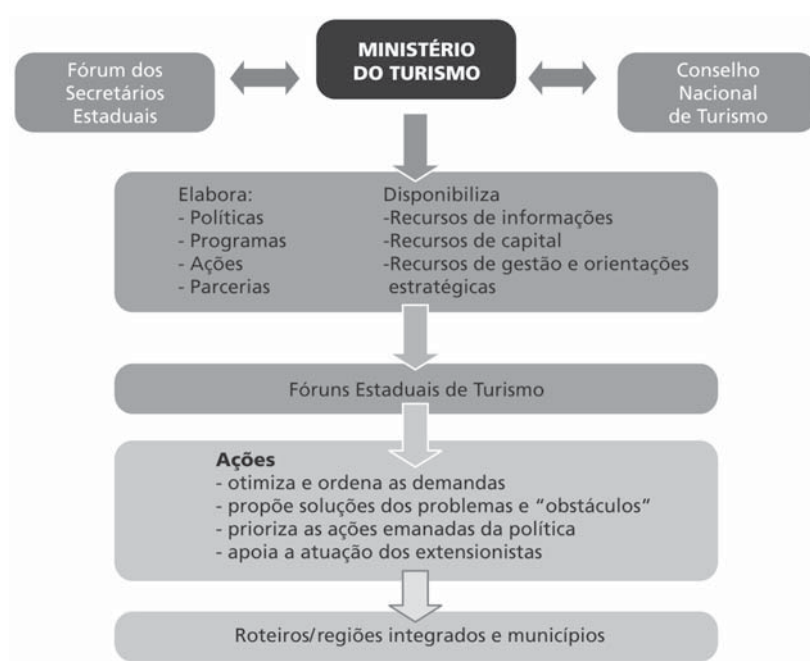 MINISTÉRIO
DO TURISMO
Fórum dos
Secretários
Estaduais
Conselho
Nacional
de Turismo
Elabora:
- Políticas
- Programas
- Ações
- Parcerias
Disponibiliza
-Recursos de informações
-Recursos de capital
-Recursos de gestão e orientações
estratégicas
Fóruns Estaduais de Turismo
Ações
- otimiza e ordena as demandas
- propõe soluções dos problemas e “obstáculos”
- prioriza as ações emanadas da política
- apoia a atuação dos extensionistas
Roteiros/regiões integrados e municípios